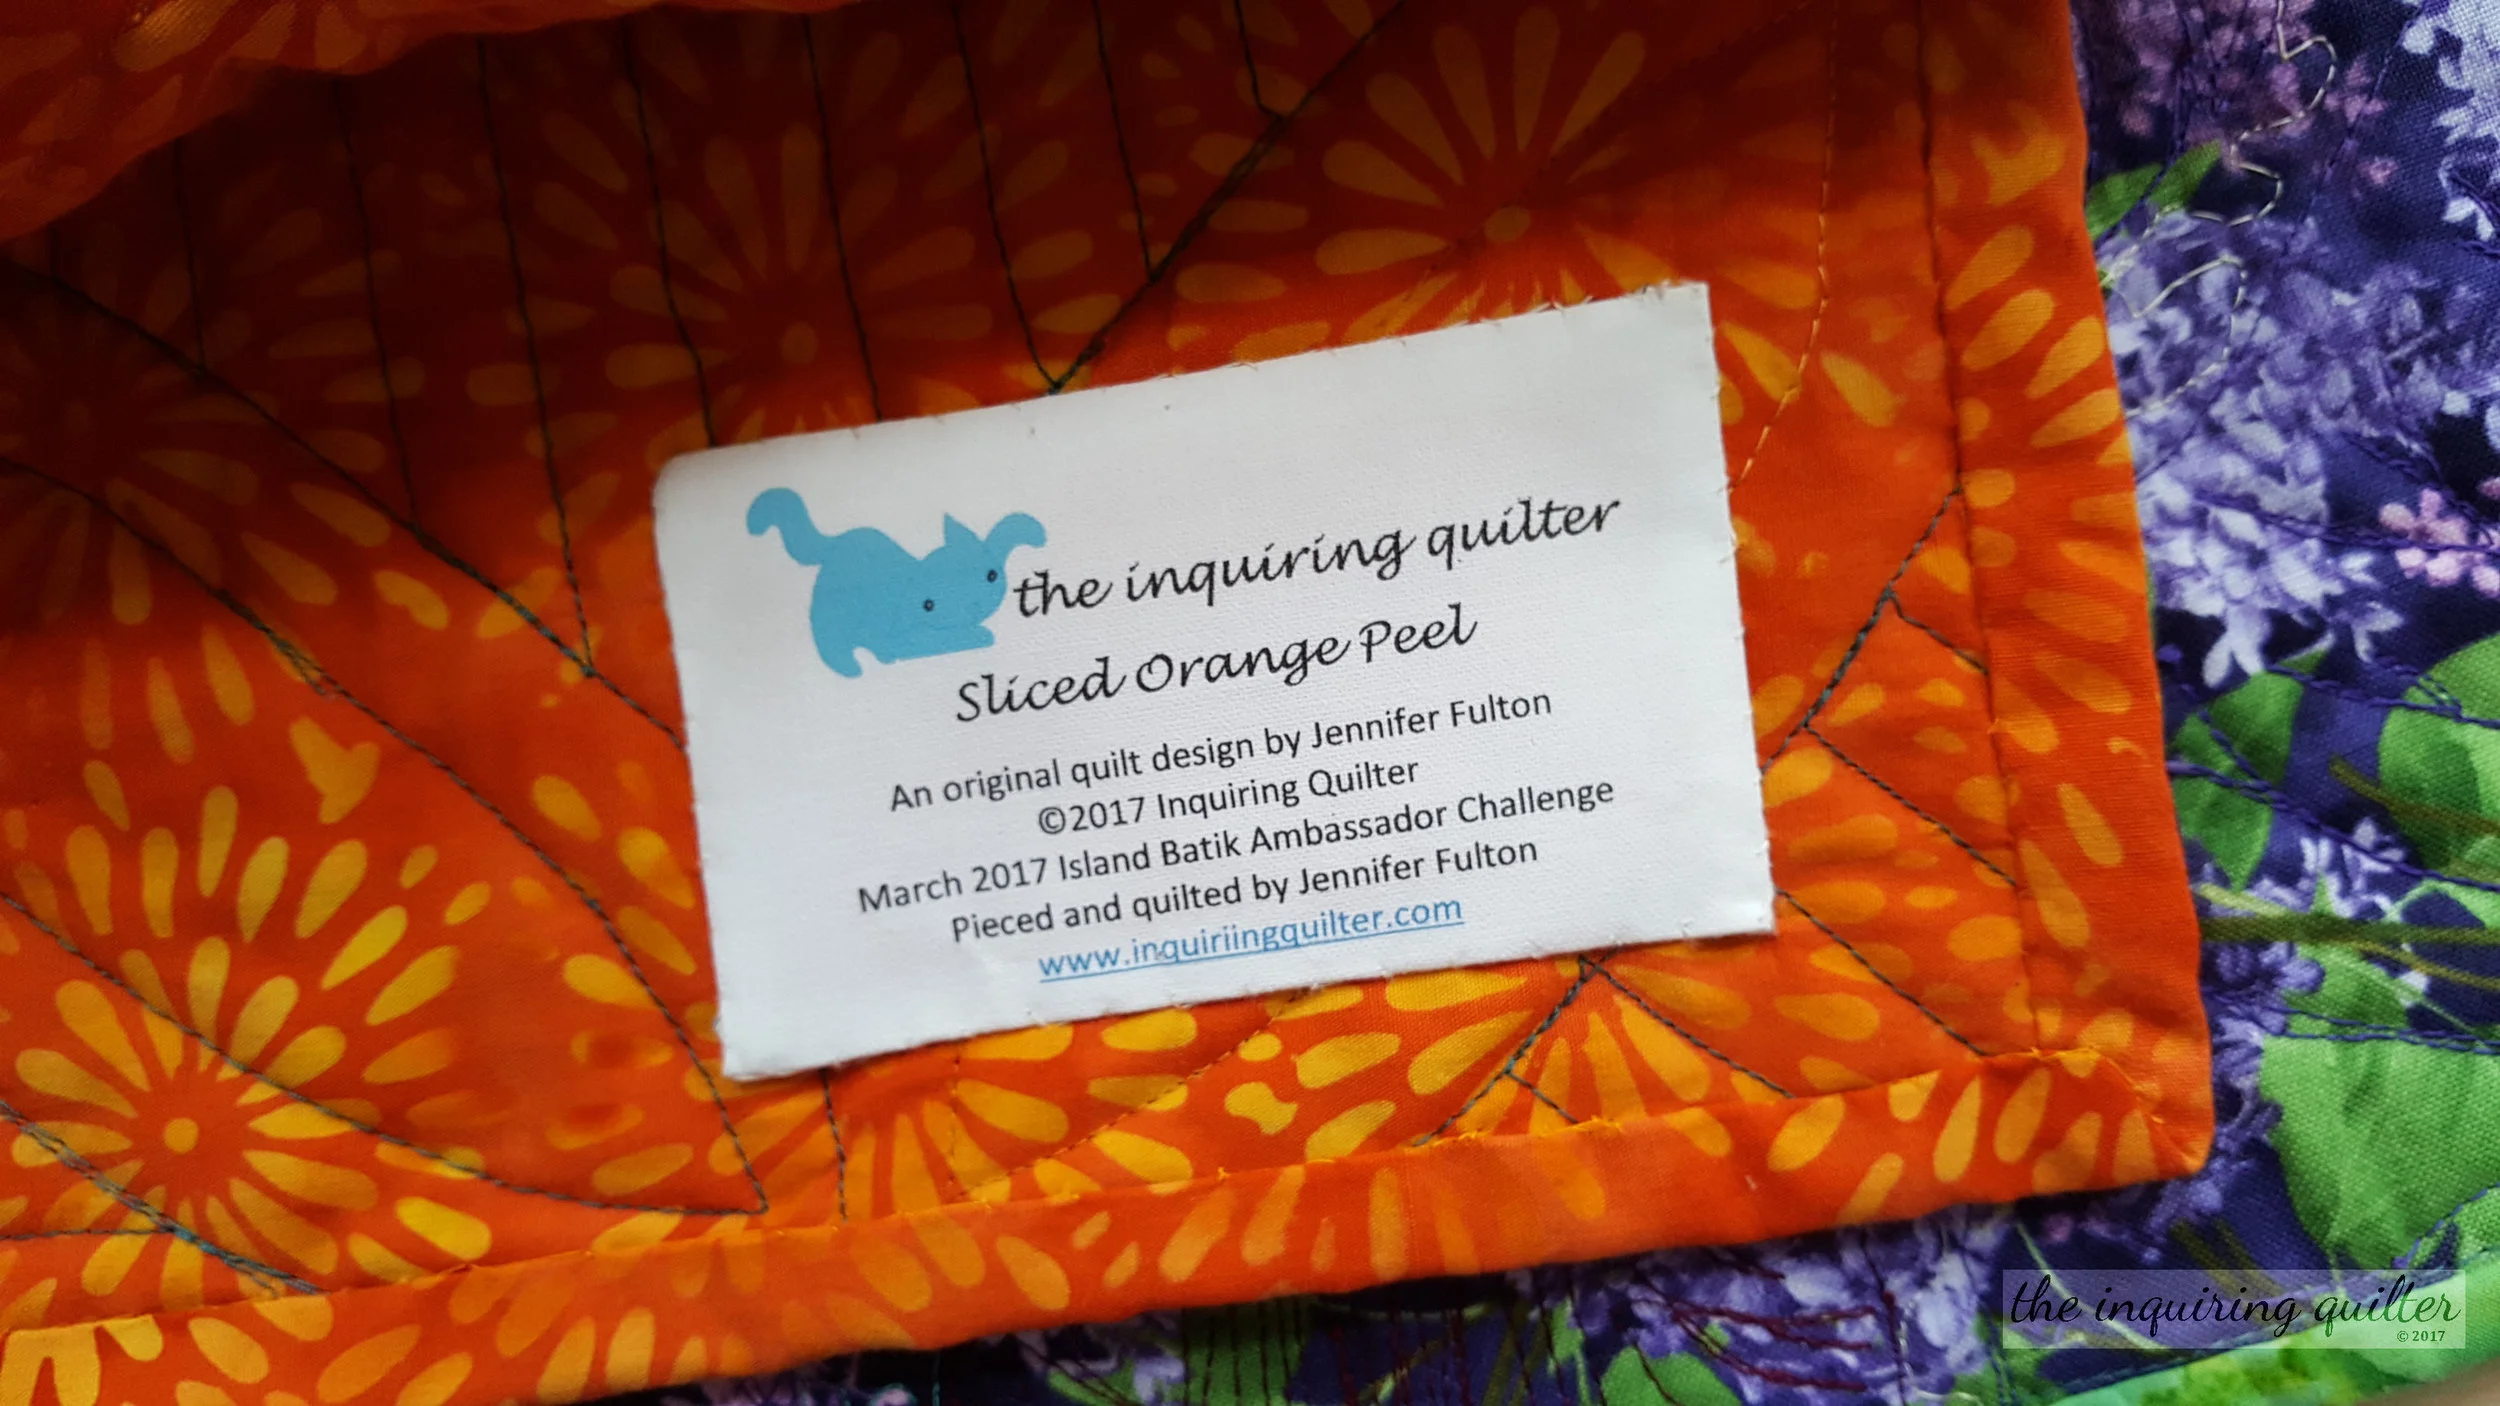 the inquiring quilter
Sliced Orange Peel
An original quilt design by Jennifer Fulton
©2017 Inquiring Quilter
March 2017 Island Batik Ambassador Challenge
Pieced and quilted by Jennifer Fulton
www.inquiriingquilter.com
the inquiring quilter
© 2017